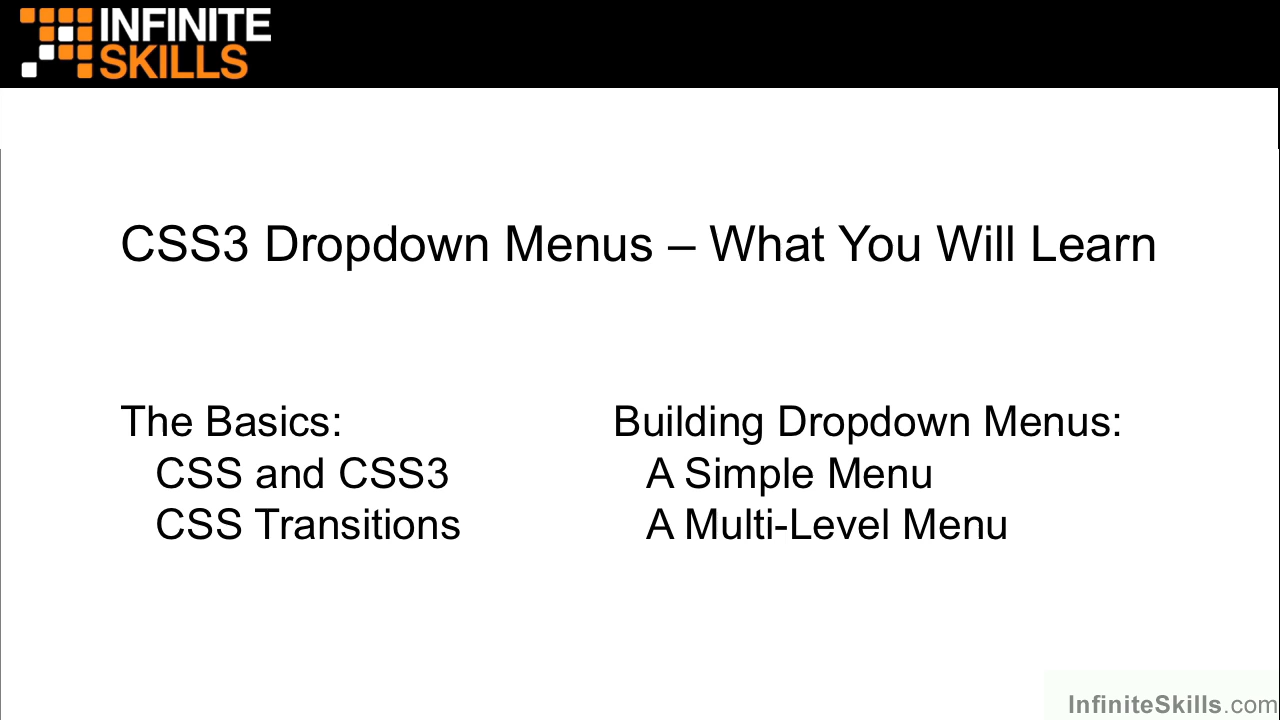 INFINITE
SKILLS
CSS3 Dropdown Menus – What You Will Learn
The Basics:
CSS and CSS3
CSS Transitions
Building Dropdown Menus:
A Simple Menu
A Multi-Level Menu
InfiniteSkills.com